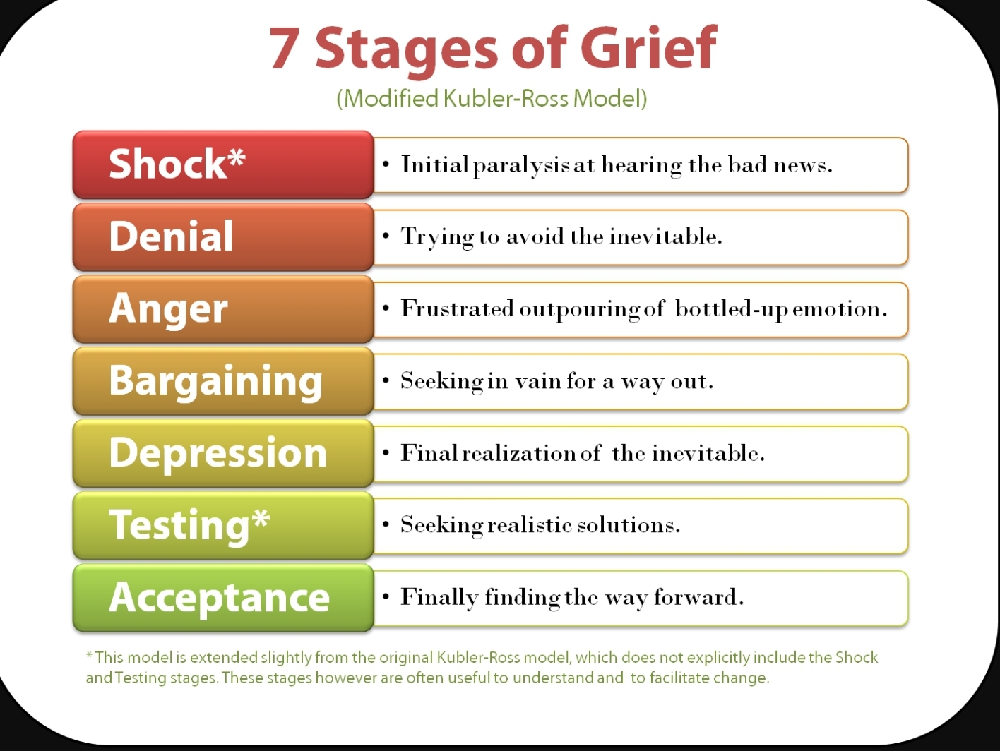 7 Stages of Grief
(Modified Kubler-Ross Model)
Shock*
• Initial paralysis at hearing the bad news.
Denial
• Trying to avoid the inevitable.
Anger
• Frustrated outpouring of bottled-up emotion.
Bargaining
• Seeking in vain for a way out.
Depression
• Final realization of the inevitable.
Testing*
• Seeking realistic solutions.
Acceptance
• Finally finding the way forward.
* This model is extended slightly from the original Kubler-Ross model, which does not explicitly include the Shock
and Testing stages. These stages however are often useful to understand and to facilitate change.